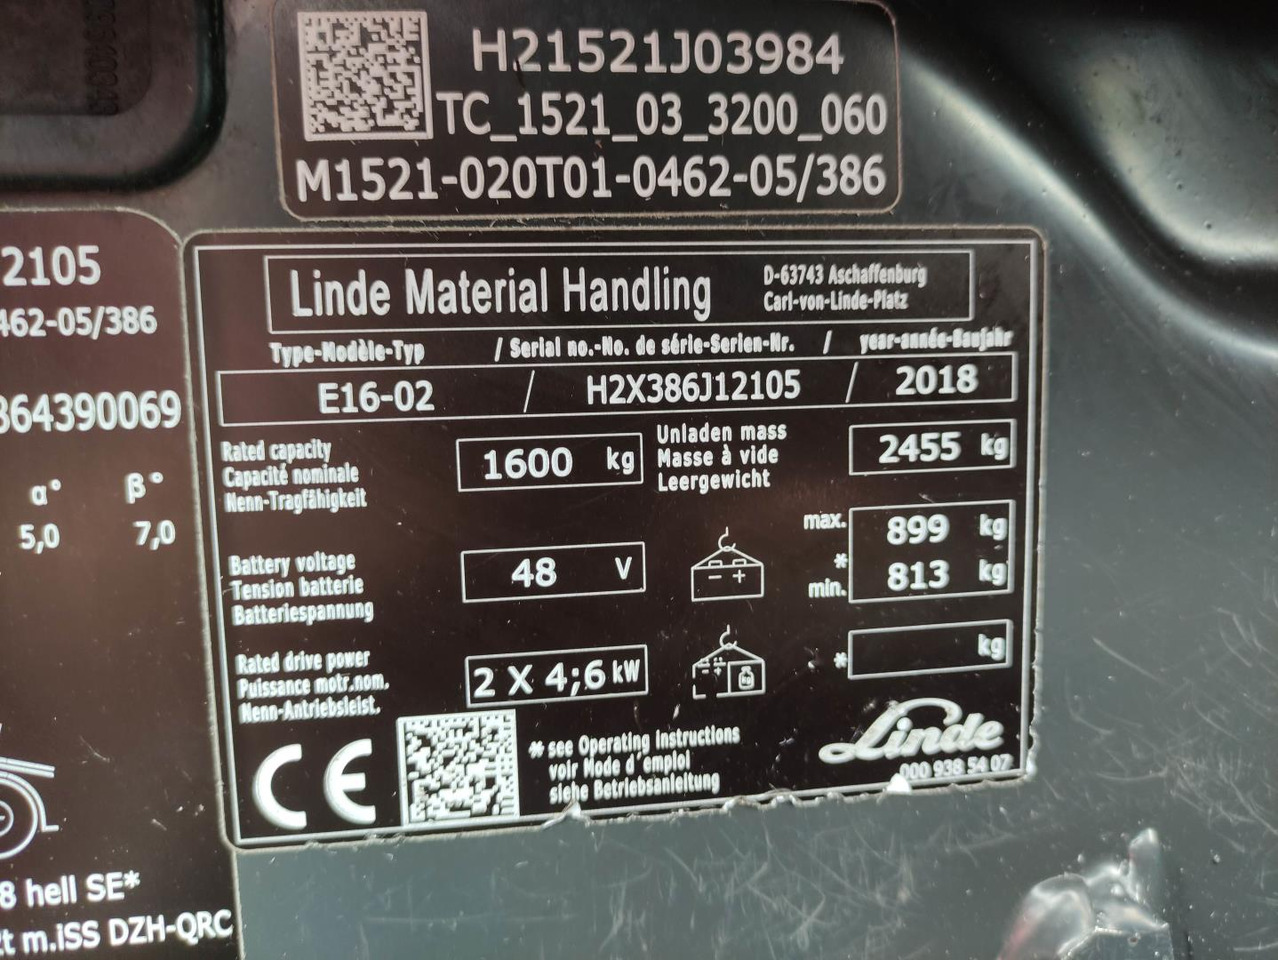 H21521J03984
TC_1521_03_3200_060
M1521-020T01-0462-05/386
2105
462-05/386
864390069
α° β°
5,0 7,0
8 hell SE*
2t m.iSS DZH-QRC
Linde Material Handling
D-63743 Aschaffenburg
Carl-von-Linde-Platz
Type-Modèle-Typ / Serial no.-No. de série-Serien-Nr. / year-année-Baujahr
E16-02 / H2X386J12105 / 2018
Rated capacity
Capacité nominale
Nenn-Tragfähigkeit
1600 kg
Unladen mass
Masse à vide
Leergewicht
2455 kg
Battery voltage
Tension batterie
Batteriespannung
48 V
- +
max. 899 kg
*
min. 813 kg
Rated drive power
Puissance motr.nom.
Nenn-Antriebsleist.
2 X 4;6 kW
- +
kg
* kg
CE
* see Operating Instructions
voir Mode d'emploi
siehe Betriebsanleitung
Linde
000 938 54 07